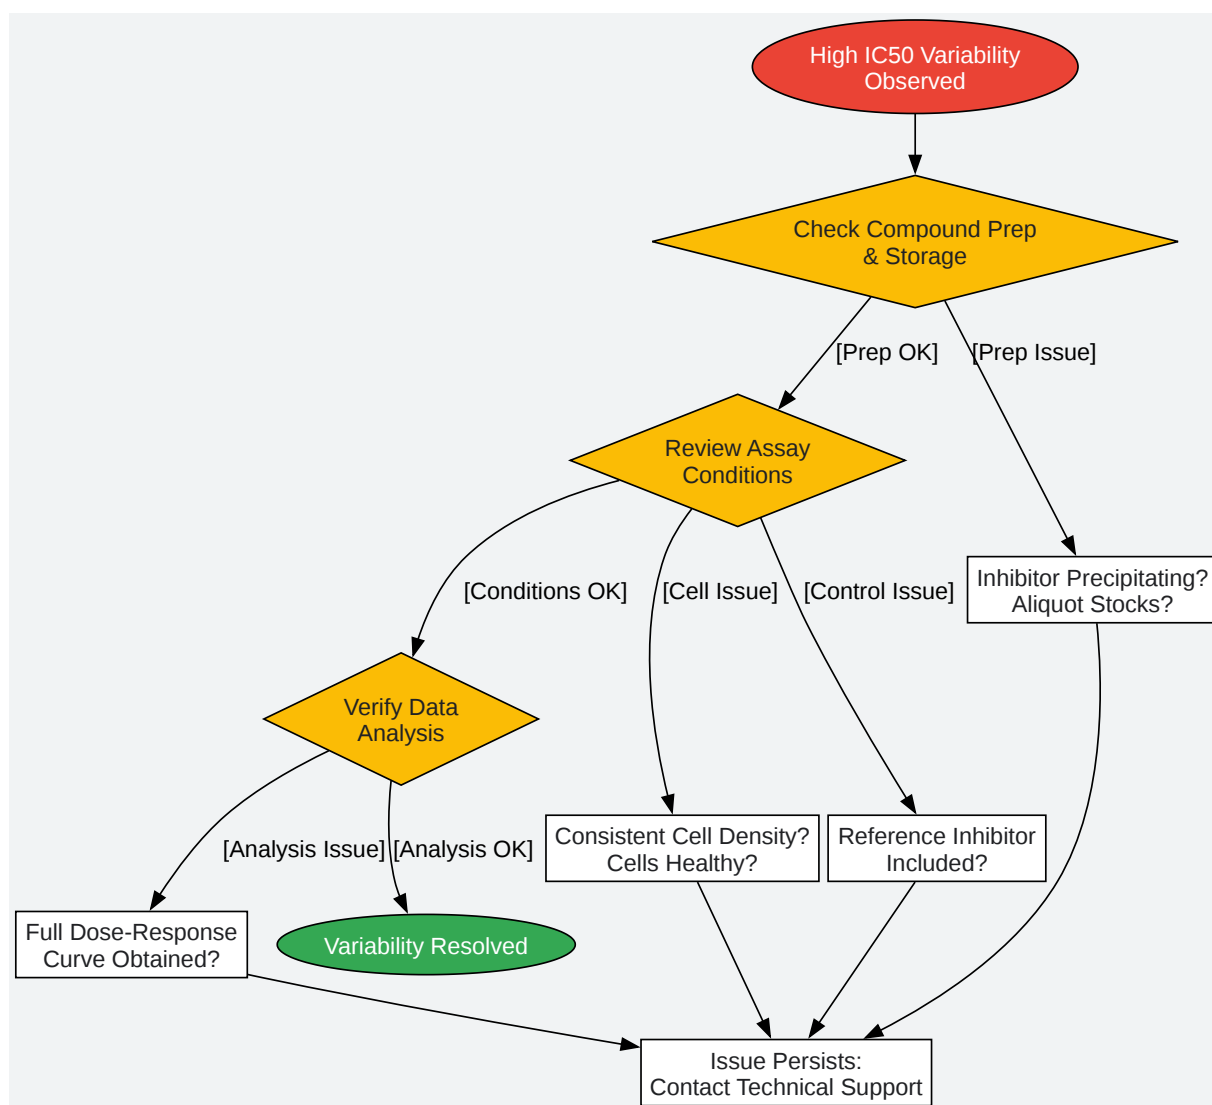 High IC50 Variability
Observed
Check Compound Prep
& Storage
[Prep OK]
[Prep Issue]
Review Assay
Conditions
Inhibitor Precipitating?
Aliquot Stocks?
[Conditions OK]
[Cell Issue]
[Control Issue]
Verify Data
Analysis
Consistent Cell Density?
Cells Healthy?
Reference Inhibitor
Included?
[Analysis Issue]
[Analysis OK]
Full Dose-Response
Curve Obtained?
Variability Resolved
Issue Persists:
Contact Technical Support